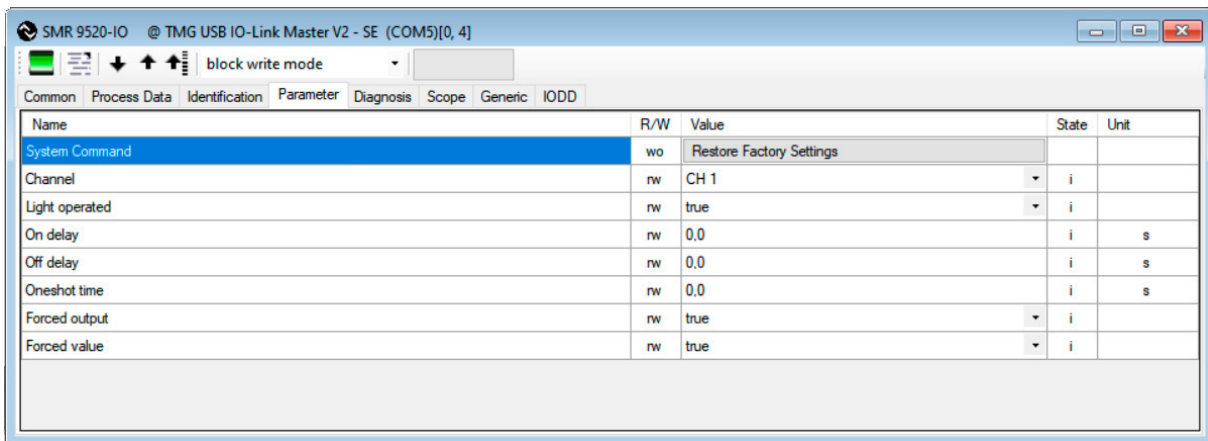 SMR 9520-IO @ TMG USB IO-Link Master V2 - SE (COM5)[0, 4]
block write mode
Common Process Data Identification Parameter Diagnosis Scope Generic IODD
Name R/W Value State Unit
System Command wo Restore Factory Settings
Channel rw CH 1 i
Light operated rw true i
On delay rw 0,0 i s
Off delay rw 0,0 i s
Oneshot time rw 0,0 i s
Forced output rw true i
Forced value rw true i